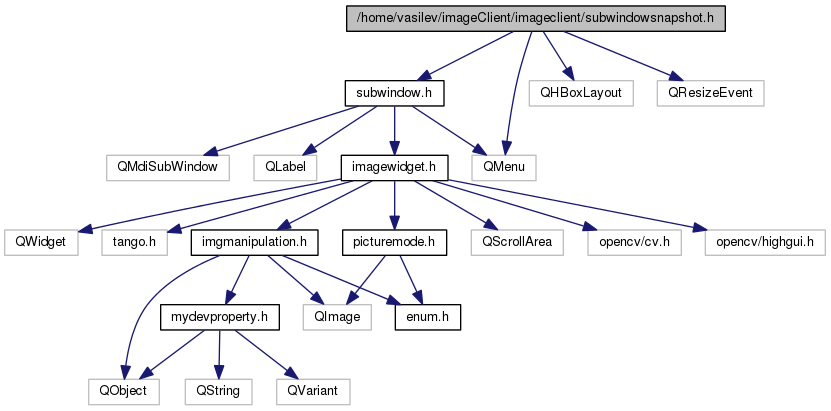 /home/vasilev/imageClient/imageclient/subwindowsnapshot.h
subwindow.h
QHBoxLayout
QResizeEvent
QMdiSubWindow
QLabel
imagewidget.h
QMenu
QWidget
tango.h
imgmanipulation.h
picturemode.h
QScrollArea
opencv/cv.h
opencv/highgui.h
mydevproperty.h
QImage
enum.h
QObject
QString
QVariant